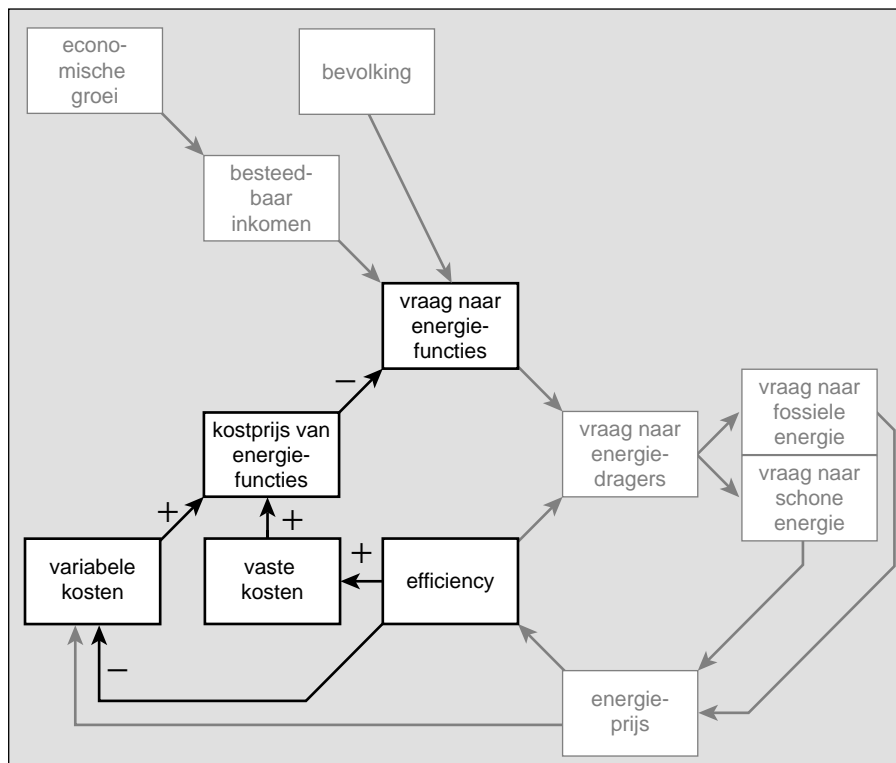 econo-
mische
groei
bevolking
besteed-
baar
inkomen
vraag naar
energie-
functies
–
kostprijs van
energie-
functies
vraag naar
energie-
dragers
vraag naar
fossiele
energie
vraag naar
schone
energie
+
+
variabele
kosten
vaste
kosten
+
efficiency
–
energie-
prijs